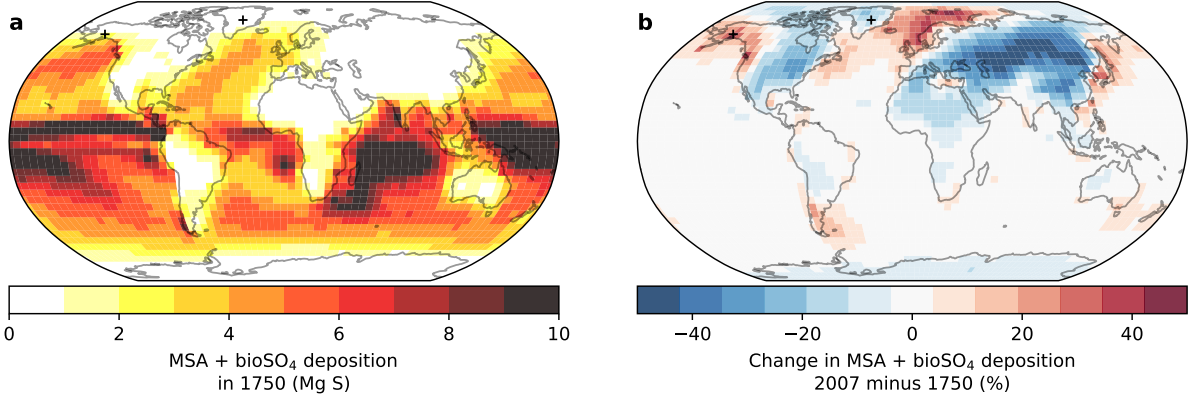 a
b
0 2 4 6 8 10
MSA + bioSO₄ deposition
in 1750 (Mg S)
−40 −20 0 20 40
Change in MSA + bioSO₄ deposition
2007 minus 1750 (%)